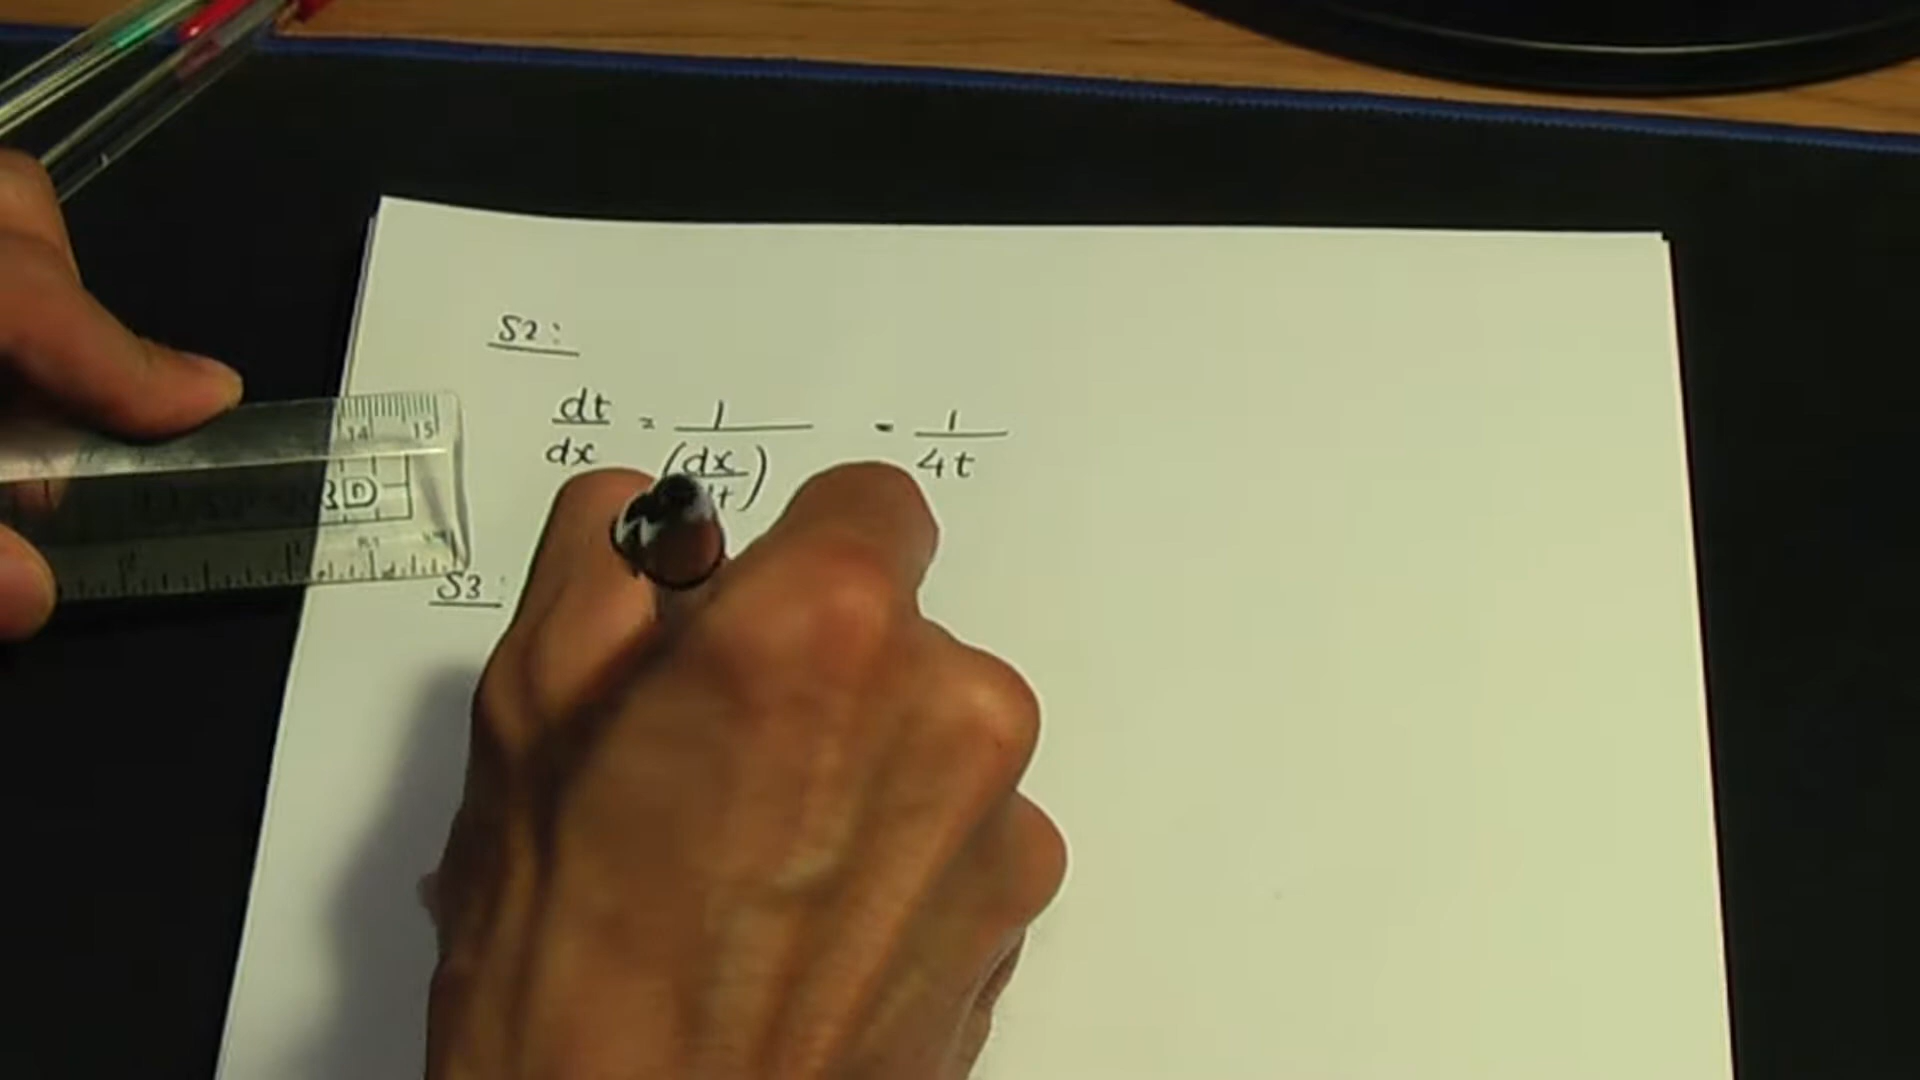 S2:
dt/dx = 1/(dx/dt) = 1/4t
14 15
S3: